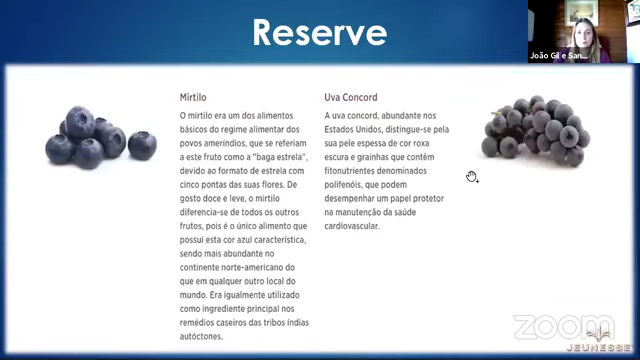 Reserve
João Gil e San...
Mirtilo
O mirtilo era um dos alimentos
básicos do regime alimentar dos
povos ameríndios, que se referiam
a este fruto como a "baga estrela",
devido ao formato de estrela com
cinco pontas das suas flores. De
gosto doce e leve, o mirtilo
diferencia-se de todos os outros
frutos, pois é o único alimento que
possui esta cor azul característica,
sendo mais abundante no
continente norte-americano do
que em qualquer outro local do
mundo. Era igualmente utilizado
como ingrediente principal nos
remédios caseiros das tribos índias
autóctones.
Uva Concord
A uva concord, abundante nos
Estados Unidos, distingue-se pela
sua pele espessa de cor roxa
escura e grainhas que contêm
fitonutrientes denominados
polifenóis, que podem
desempenhar um papel protetor
na manutenção da saúde
cardiovascular.
zoom
JEUNESSE